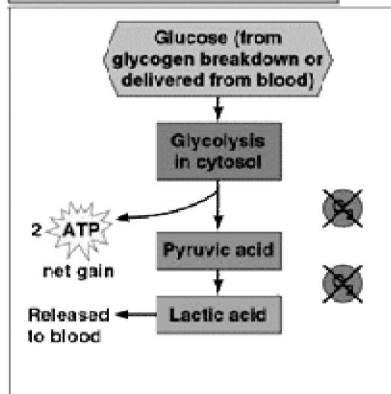 Glucose (from
glycogen breakdown or
delivered from blood)
Glycolysis
in cytosol
2 ATP
net gain
Pyruvic acid
Released
to blood
Lactic acid